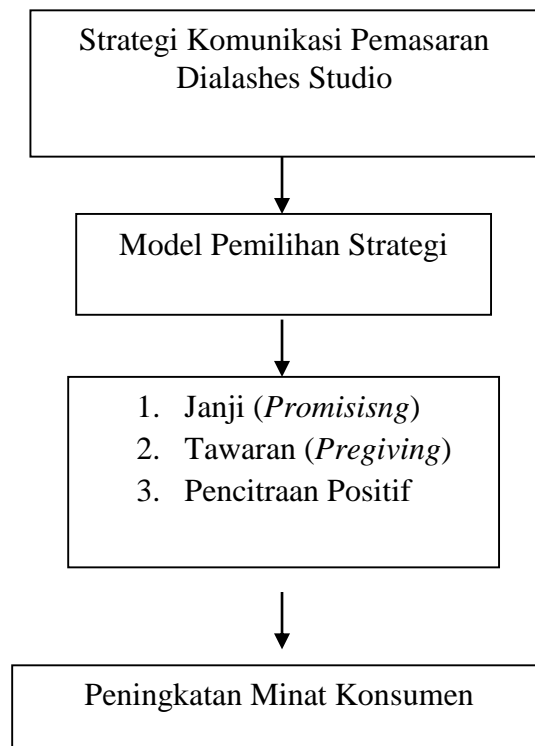 Strategi Komunikasi Pemasaran
Dialashes Studio
Model Pemilihan Strategi
1. Janji (Promisisng)
2. Tawaran (Pregiving)
3. Pencitraan Positif
Peningkatan Minat Konsumen